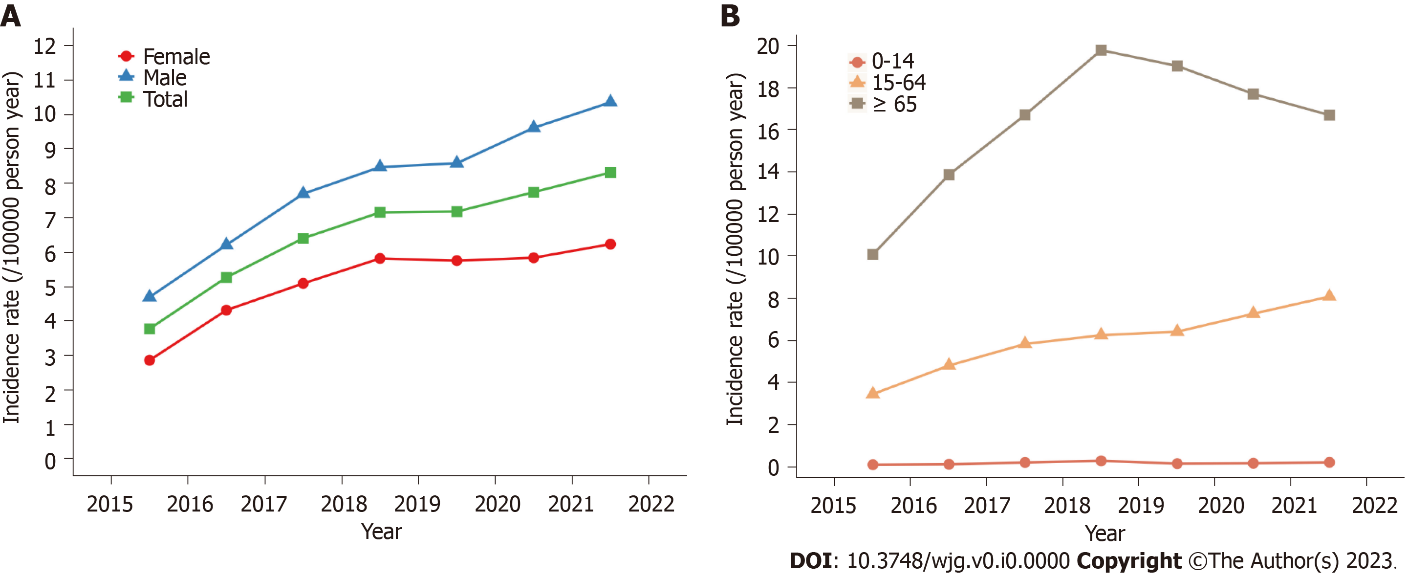 A
Incidence rate (/100000 person year)
12
11
10
9
8
7
6
5
4
3
2
1
0
Female
Male
Total
2015 2016 2017 2018 2019 2020 2021 2022
Year
B
Incidence rate (/100000 person year)
20
18
16
14
12
10
8
6
4
2
0
0-14
15-64
≥ 65
2015 2016 2017 2018 2019 2020 2021 2022
Year
DOI: 10.3748/wjg.v0.i0.0000 Copyright ©The Author(s) 2023.